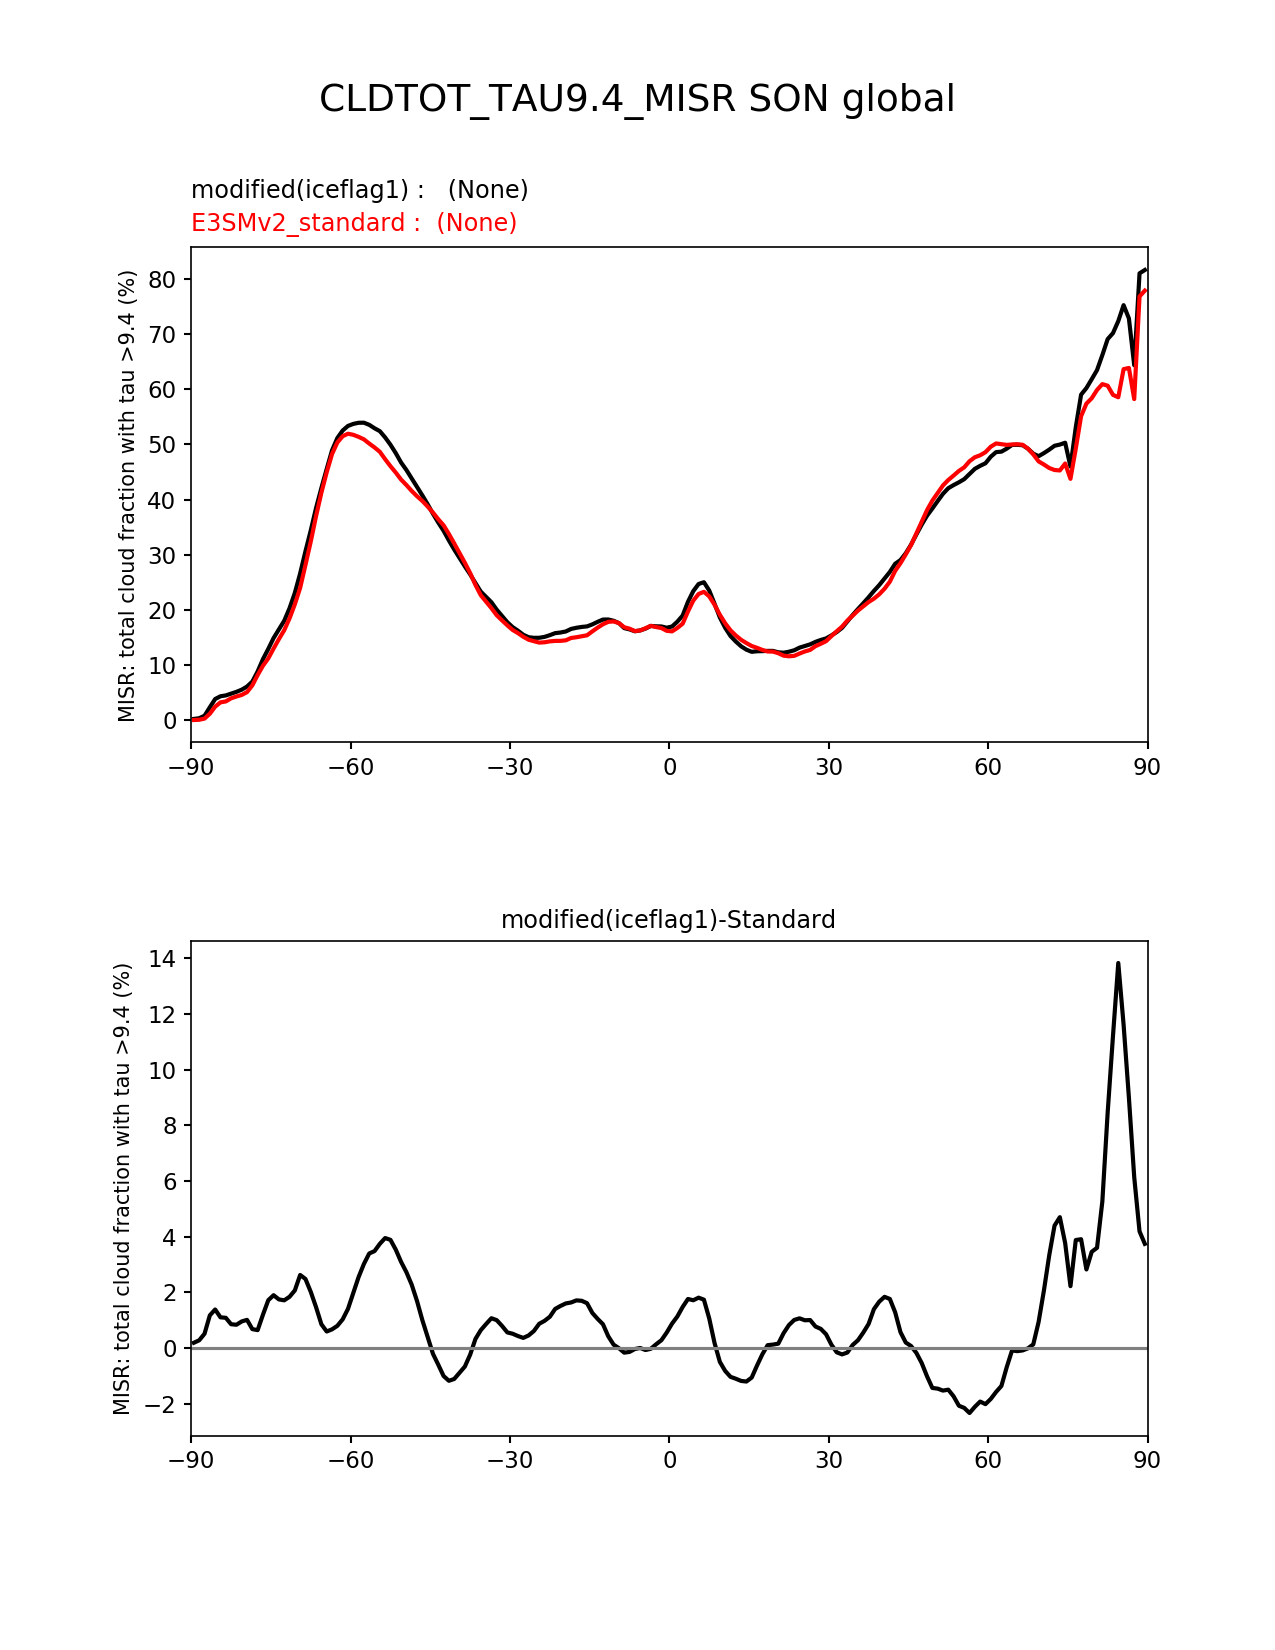 CLDTOT_TAU9.4_MISR SON global
modified(iceflag1) :   (None)
E3SMv2_standard :  (None)
MISR: total cloud fraction with tau >9.4 (%)
80
70
60
50
40
30
20
10
0
−90 −60 −30 0 30 60 90
modified(iceflag1)-Standard
MISR: total cloud fraction with tau >9.4 (%)
14
12
10
8
6
4
2
0
−2
−90 −60 −30 0 30 60 90